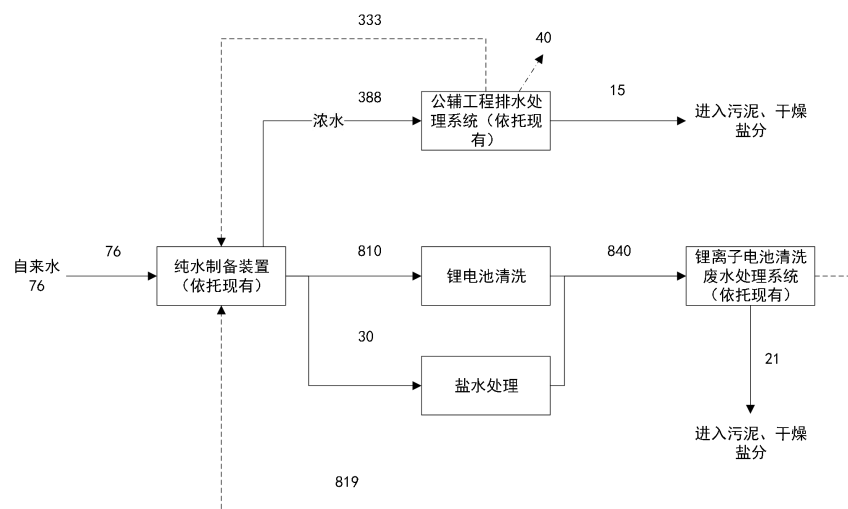 333
40
388
浓水
公辅工程排水处
理系统（依托现
有）
15
进入污泥、干燥
盐分
自来水
76
76
纯水制备装置
（依托现有）
810
锂电池清洗
840
锂离子电池清洗
废水处理系统
（依托现有）
30
盐水处理
21
进入污泥、干燥
盐分
819